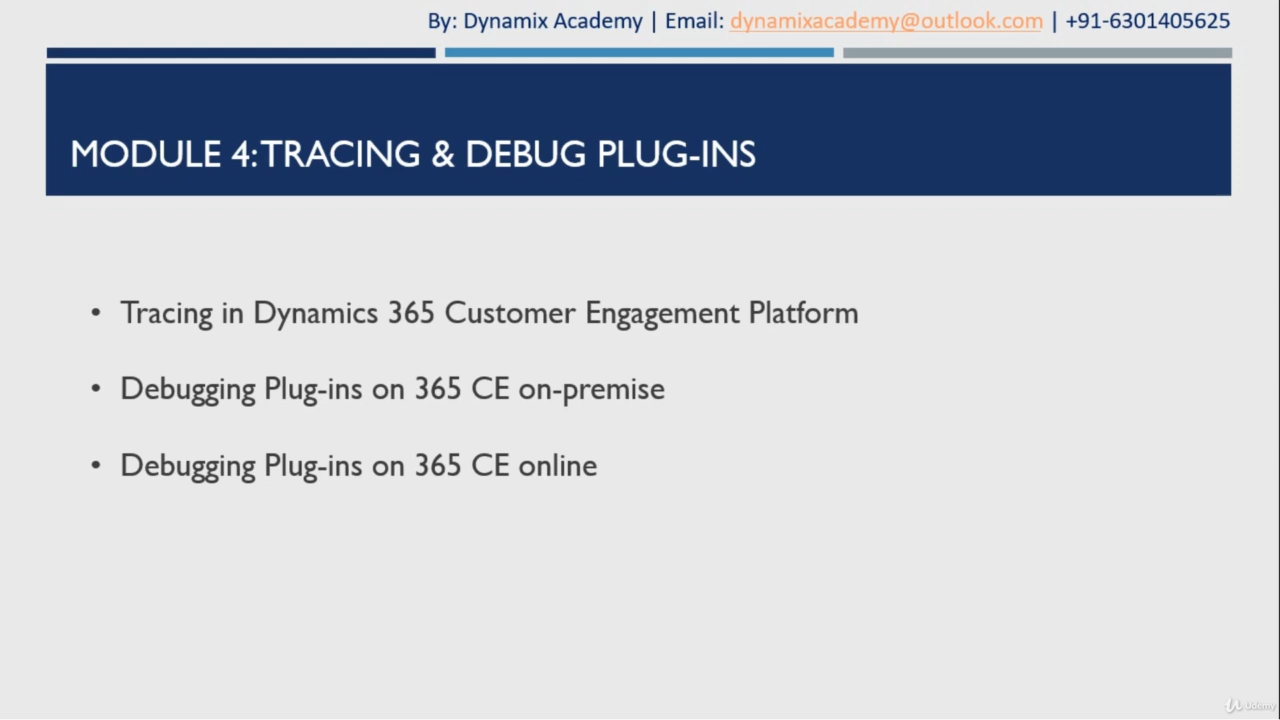 By: Dynamix Academy | Email: dynamixacademy@outlook.com | +91-6301405625
MODULE 4: TRACING & DEBUG PLUG-INS
• Tracing in Dynamics 365 Customer Engagement Platform
• Debugging Plug-ins on 365 CE on-premise
• Debugging Plug-ins on 365 CE online
Udemy